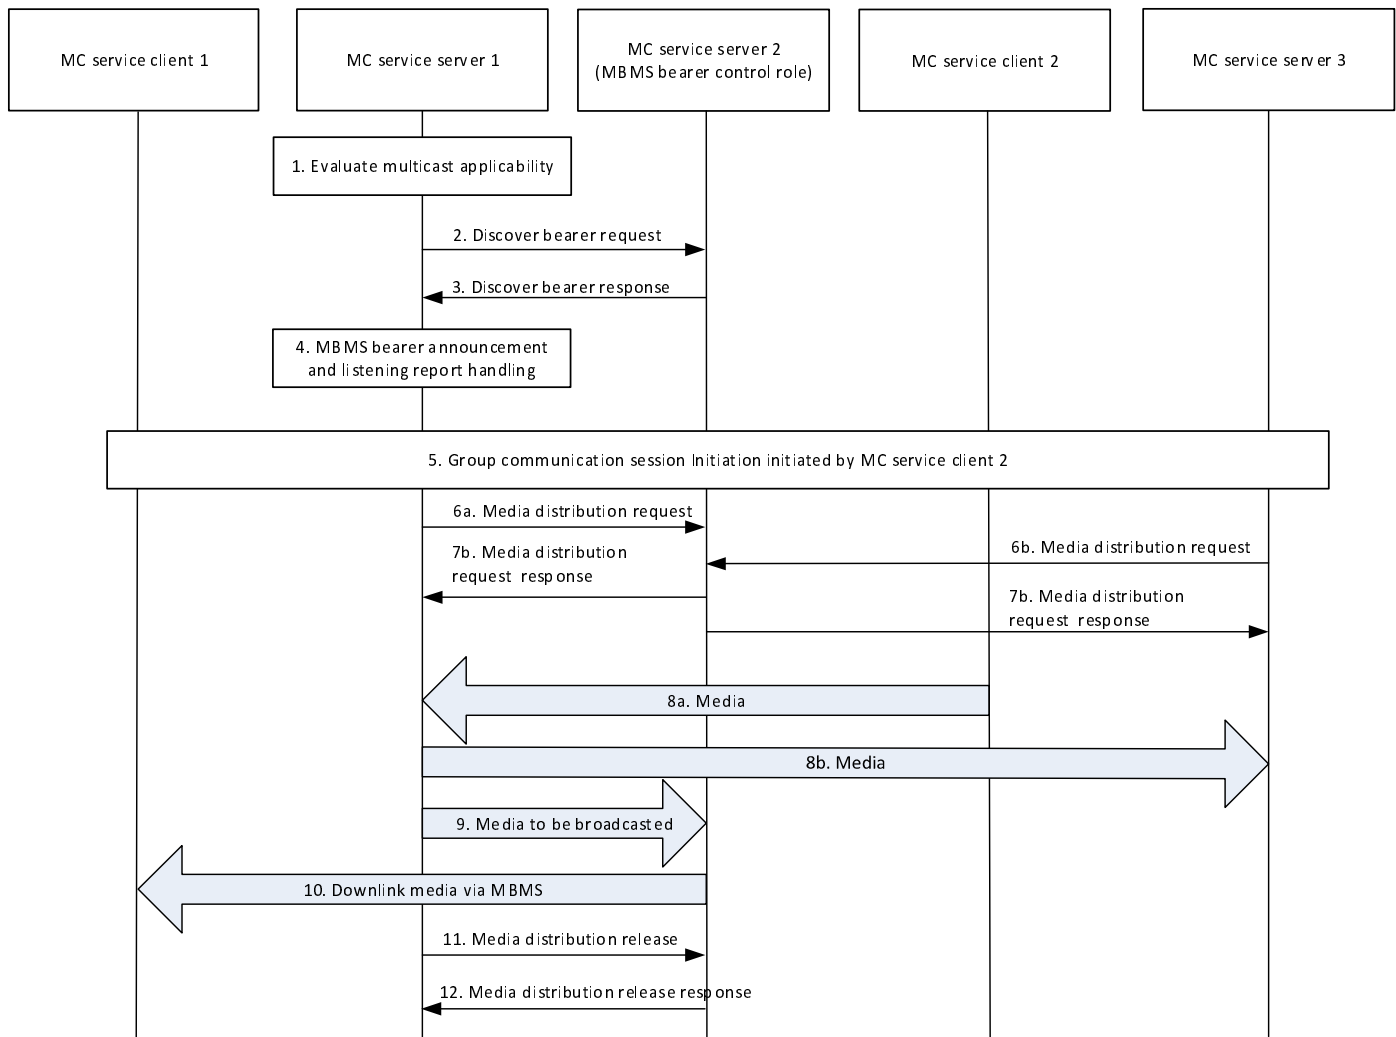 MC service client 1
MC service server 1
MC service server 2
(MBMS bearer control role)
MC service client 2
MC service server 3
1. Evaluate multicast applicability
2. Discover bearer request
3. Discover bearer response
4. MBMS bearer announcement
and listening report handling
5. Group communication session Initiation initiated by MC service client 2
6a. Media distribution request
6b. Media distribution request
7b. Media distribution
request response
7b. Media distribution
request response
8a. Media
8b. Media
9. Media to be broadcasted
10. Downlink media via MBMS
11. Media distribution release
12. Media distribution release response